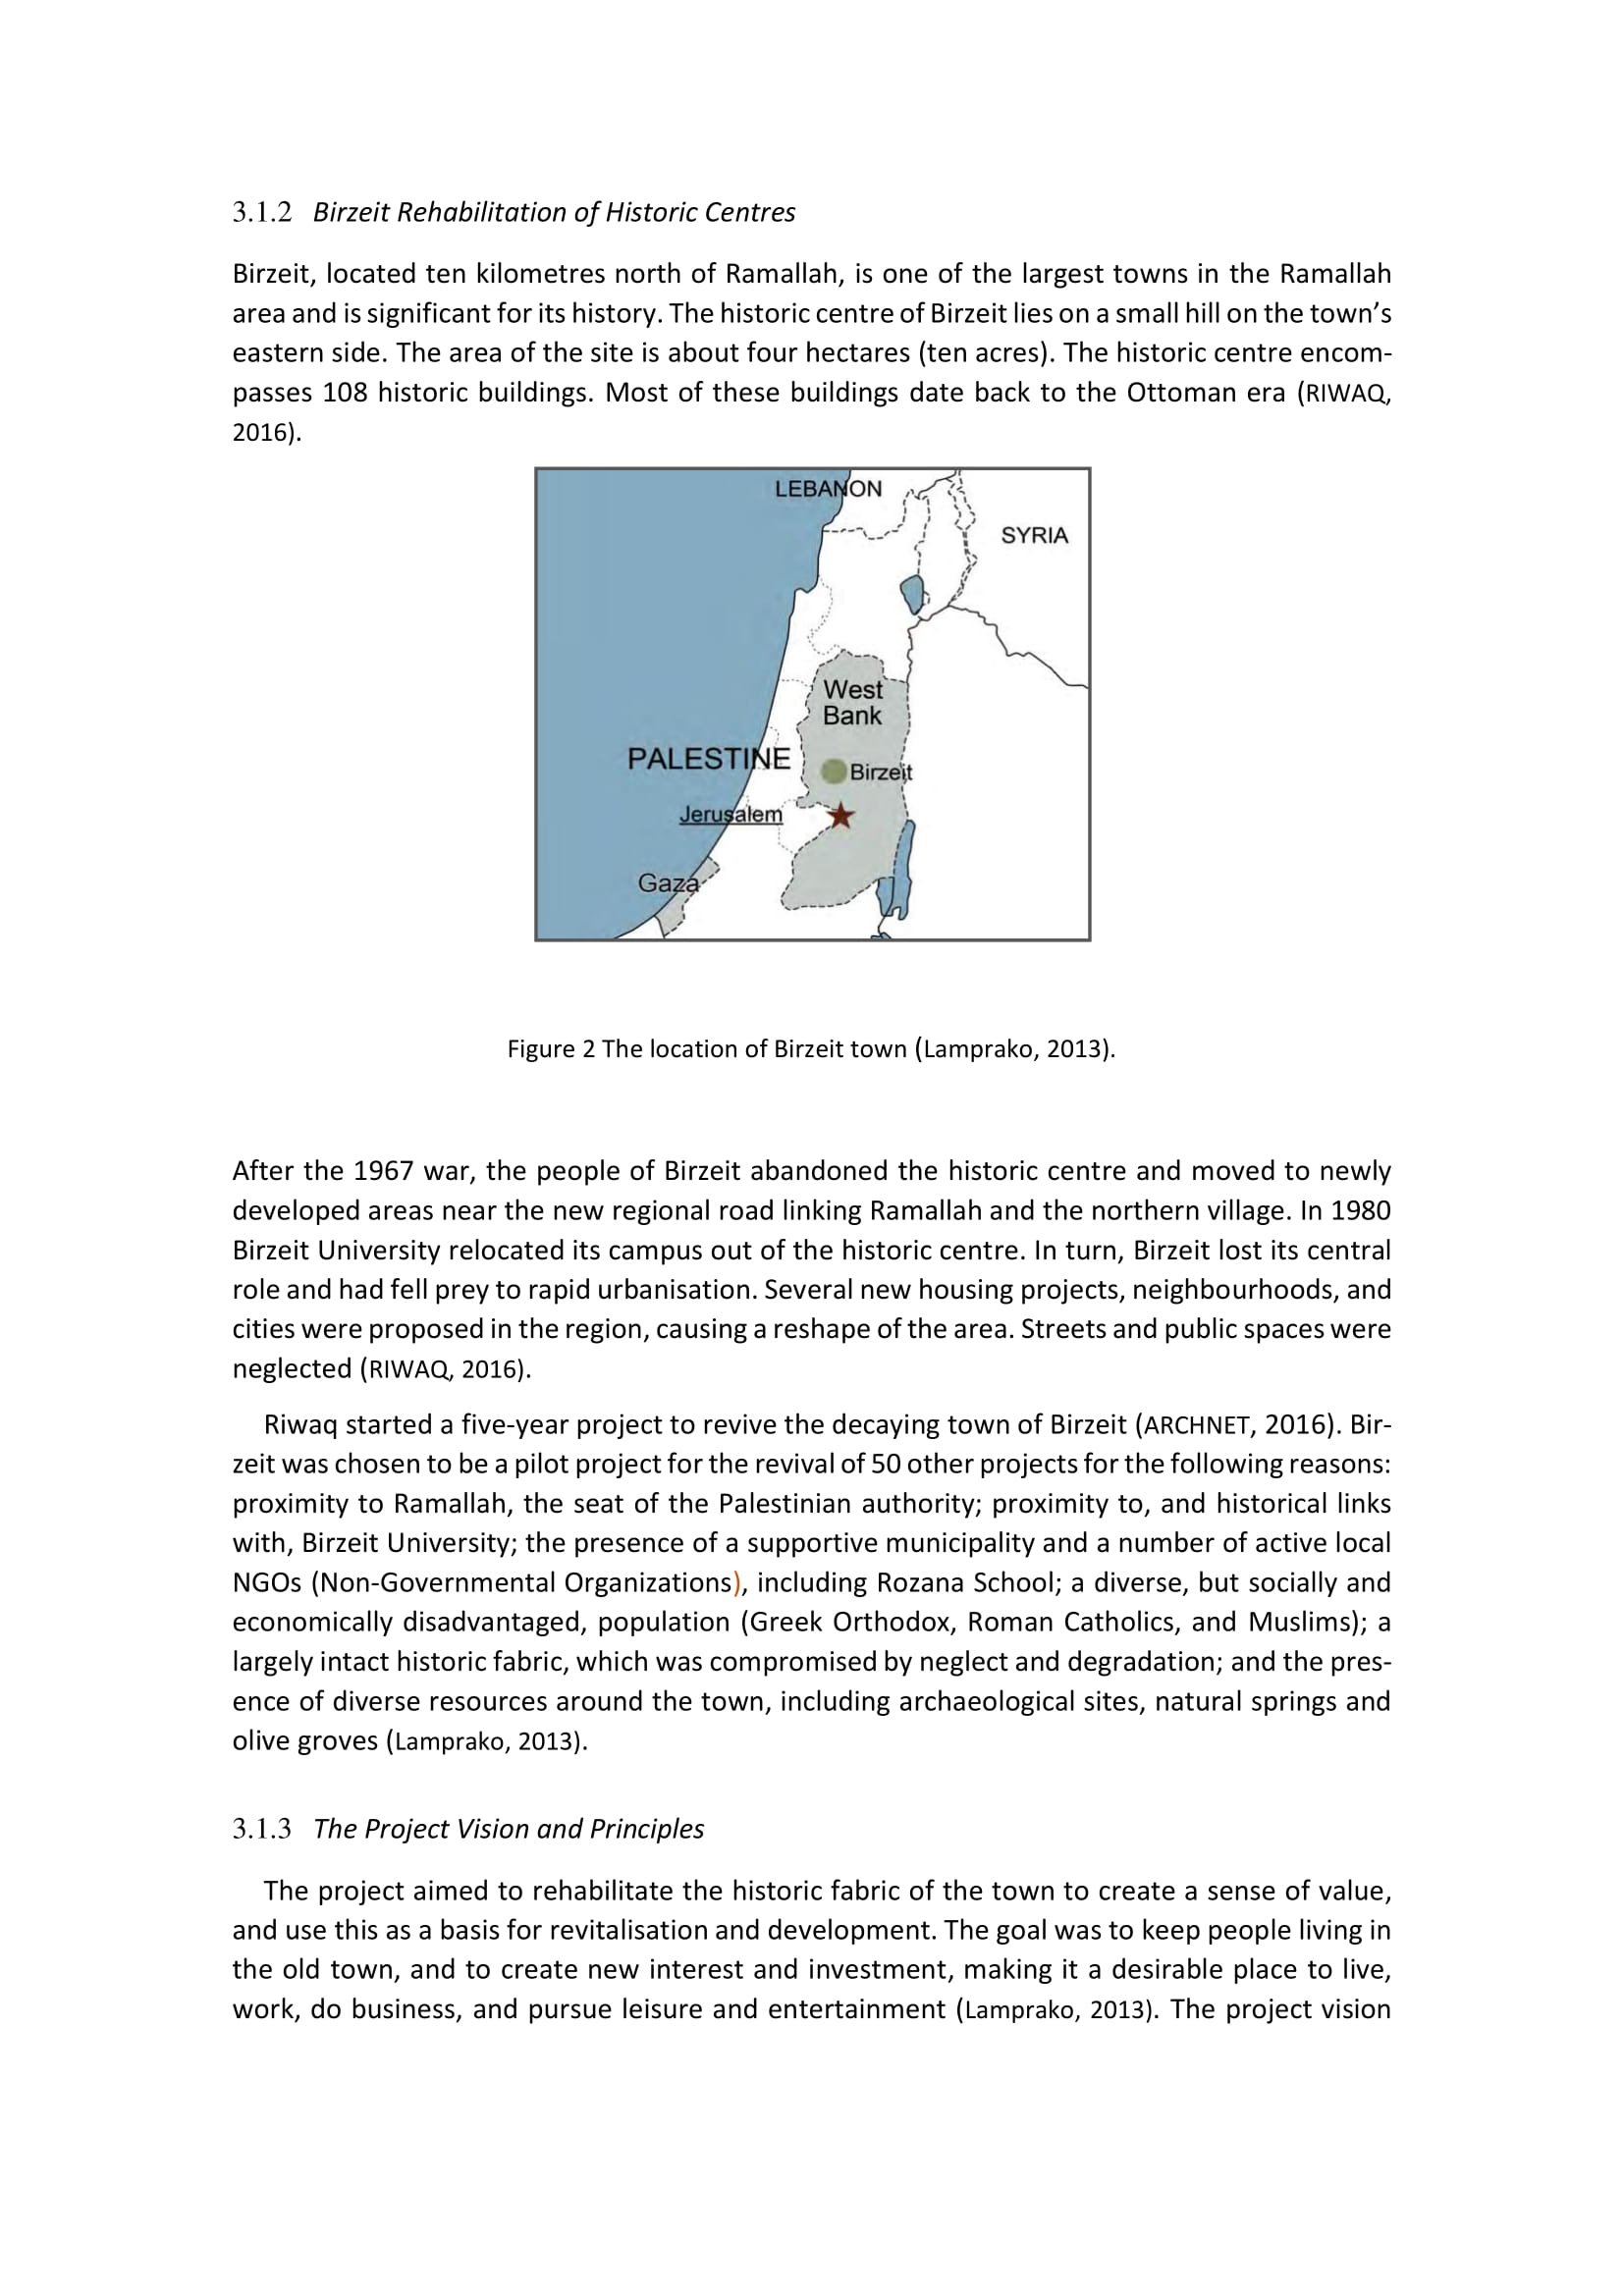 3.1.2 Birzeit Rehabilitation of Historic Centres
Birzeit, located ten kilometres north of Ramallah, is one of the largest towns in the Ramallah
area and is significant for its history. The historic centre of Birzeit lies on a small hill on the town’s
eastern side. The area of the site is about four hectares (ten acres). The historic centre encom-
passes 108 historic buildings. Most of these buildings date back to the Ottoman era (RIWAQ,
2016).
LEBANON
SYRIA
West
Bank
PALESTINE
Birzeit
Jerusalem
Gaza
Figure 2 The location of Birzeit town (Lamprako, 2013).
After the 1967 war, the people of Birzeit abandoned the historic centre and moved to newly
developed areas near the new regional road linking Ramallah and the northern village. In 1980
Birzeit University relocated its campus out of the historic centre. In turn, Birzeit lost its central
role and had fell prey to rapid urbanisation. Several new housing projects, neighbourhoods, and
cities were proposed in the region, causing a reshape of the area. Streets and public spaces were
neglected (RIWAQ, 2016).
Riwaq started a five-year project to revive the decaying town of Birzeit (ARCHNET, 2016). Bir-
zeit was chosen to be a pilot project for the revival of 50 other projects for the following reasons:
proximity to Ramallah, the seat of the Palestinian authority; proximity to, and historical links
with, Birzeit University; the presence of a supportive municipality and a number of active local
NGOs (Non-Governmental Organizations), including Rozana School; a diverse, but socially and
economically disadvantaged, population (Greek Orthodox, Roman Catholics, and Muslims); a
largely intact historic fabric, which was compromised by neglect and degradation; and the pres-
ence of diverse resources around the town, including archaeological sites, natural springs and
olive groves (Lamprako, 2013).
3.1.3 The Project Vision and Principles
The project aimed to rehabilitate the historic fabric of the town to create a sense of value,
and use this as a basis for revitalisation and development. The goal was to keep people living in
the old town, and to create new interest and investment, making it a desirable place to live,
work, do business, and pursue leisure and entertainment (Lamprako, 2013). The project vision